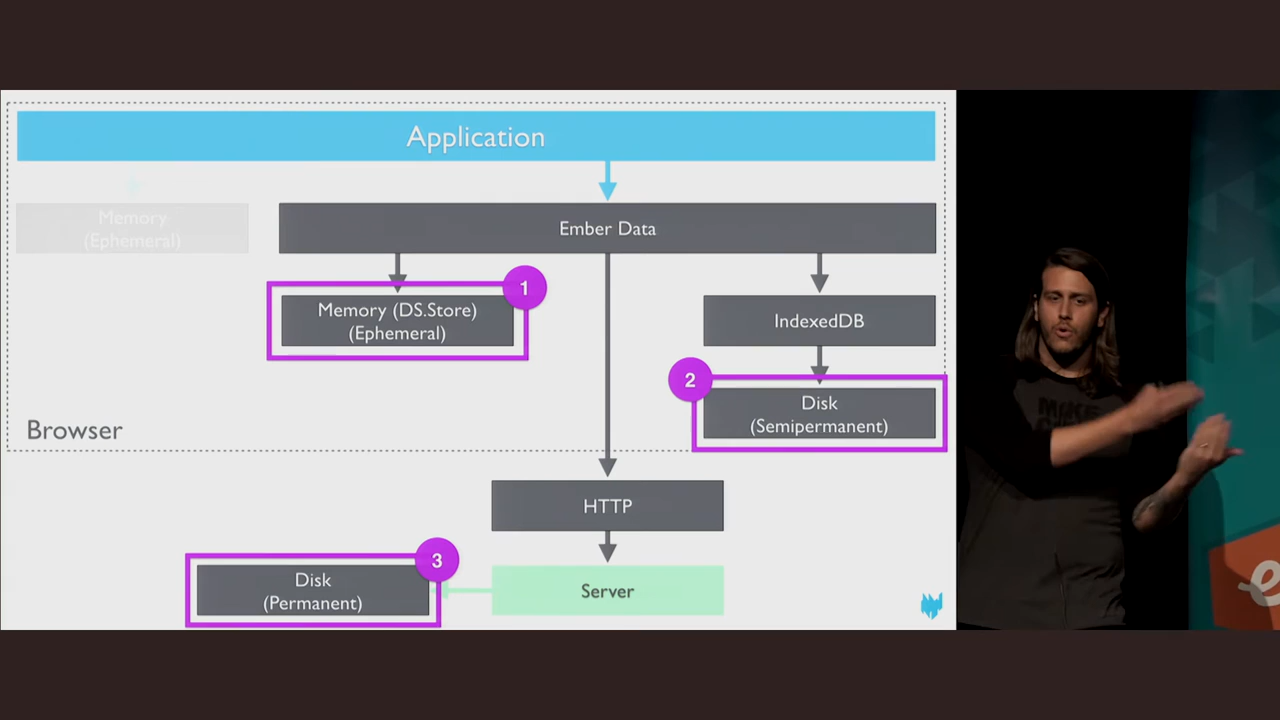 Application
Memory
(Ephemeral)
Ember Data
1
Memory (DS.Store)
(Ephemeral)
IndexedDB
2
Disk
(Semipermanent)
Browser
HTTP
3
Disk
(Permanent)
Server
e